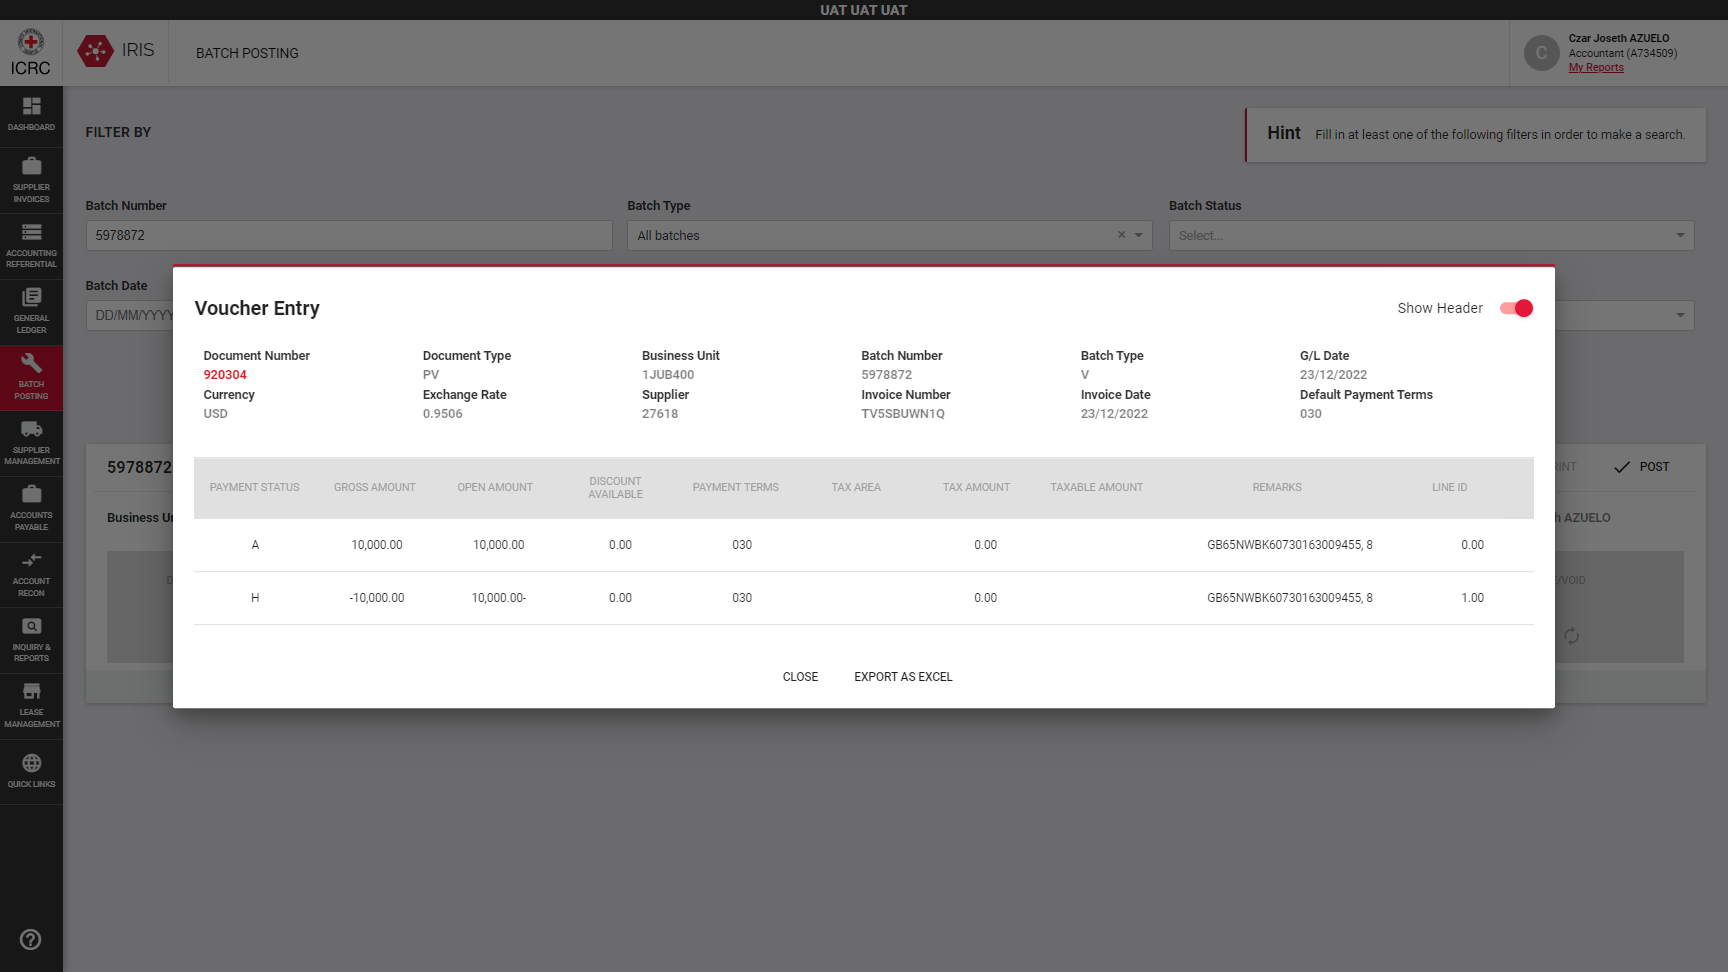 UAT UAT UAT
ICRC
IRIS
BATCH POSTING
C
Czar Joseth AZUELO
Accountant (A734509)
My Reports
DASHBOARD
SUPPLIER
INVOICES
ACCOUNTING
REFERENTIAL
GENERAL
LEDGER
BATCH
POSTING
SUPPLIER
MANAGEMENT
ACCOUNTS
PAYABLE
ACCOUNT
RECON
INQUIRY &
REPORTS
LEASE
MANAGEMENT
QUICK LINKS
FILTER BY
Hint Fill in at least one of the following filters in order to make a search.
Batch Number Batch Type Batch Status
5978872 All batches × Select...
Batch Date
DD/MM/YYYY
Voucher Entry Show Header
Document Number Document Type Business Unit Batch Number Batch Type G/L Date
920304 PV 1JUB400 5978872 V 23/12/2022
Currency Exchange Rate Supplier Invoice Number Invoice Date Default Payment Terms
USD 0.9506 27618 TV5SBUWN1Q 23/12/2022 030
PAYMENT STATUS GROSS AMOUNT OPEN AMOUNT DISCOUNT AVAILABLE PAYMENT TERMS TAX AREA TAX AMOUNT TAXABLE AMOUNT REMARKS LINE ID
A 10,000.00 10,000.00 0.00 030 0.00 GB65NWBK60730163009455, 8 0.00
H -10,000.00 10,000.00- 0.00 030 0.00 GB65NWBK60730163009455, 8 1.00
CLOSE EXPORT AS EXCEL
5978872 POST
Business AZUELO
/VOID